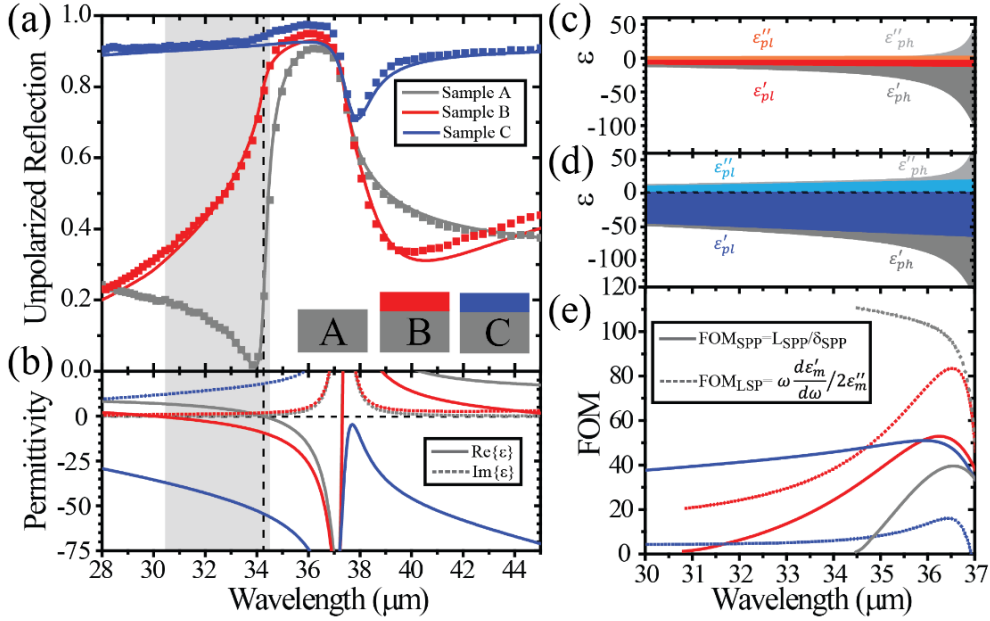 (a)
1.0
0.8
0.6
0.4
0.2
0.0
Unpolarized Reflection
Sample A
Sample B
Sample C
A
B
C
(b)
0
-25
-50
-75
Permittivity
Re{ε}
Im{ε}
28 30 32 34 36 38 40 42 44
Wavelength (μm)
(c)
50
0
-50
-100
ε
ε''pl
ε''ph
ε'pl
ε'ph
(d)
50
0
-50
-100
ε
ε''pl
ε''ph
ε'pl
ε'ph
(e)
120
100
80
60
40
20
0
FOM
FOMSPP=LSPP/δSPP
FOMLSP= ω dε'm/dω /2ε''m
30 31 32 33 34 35 36 37
Wavelength (μm)